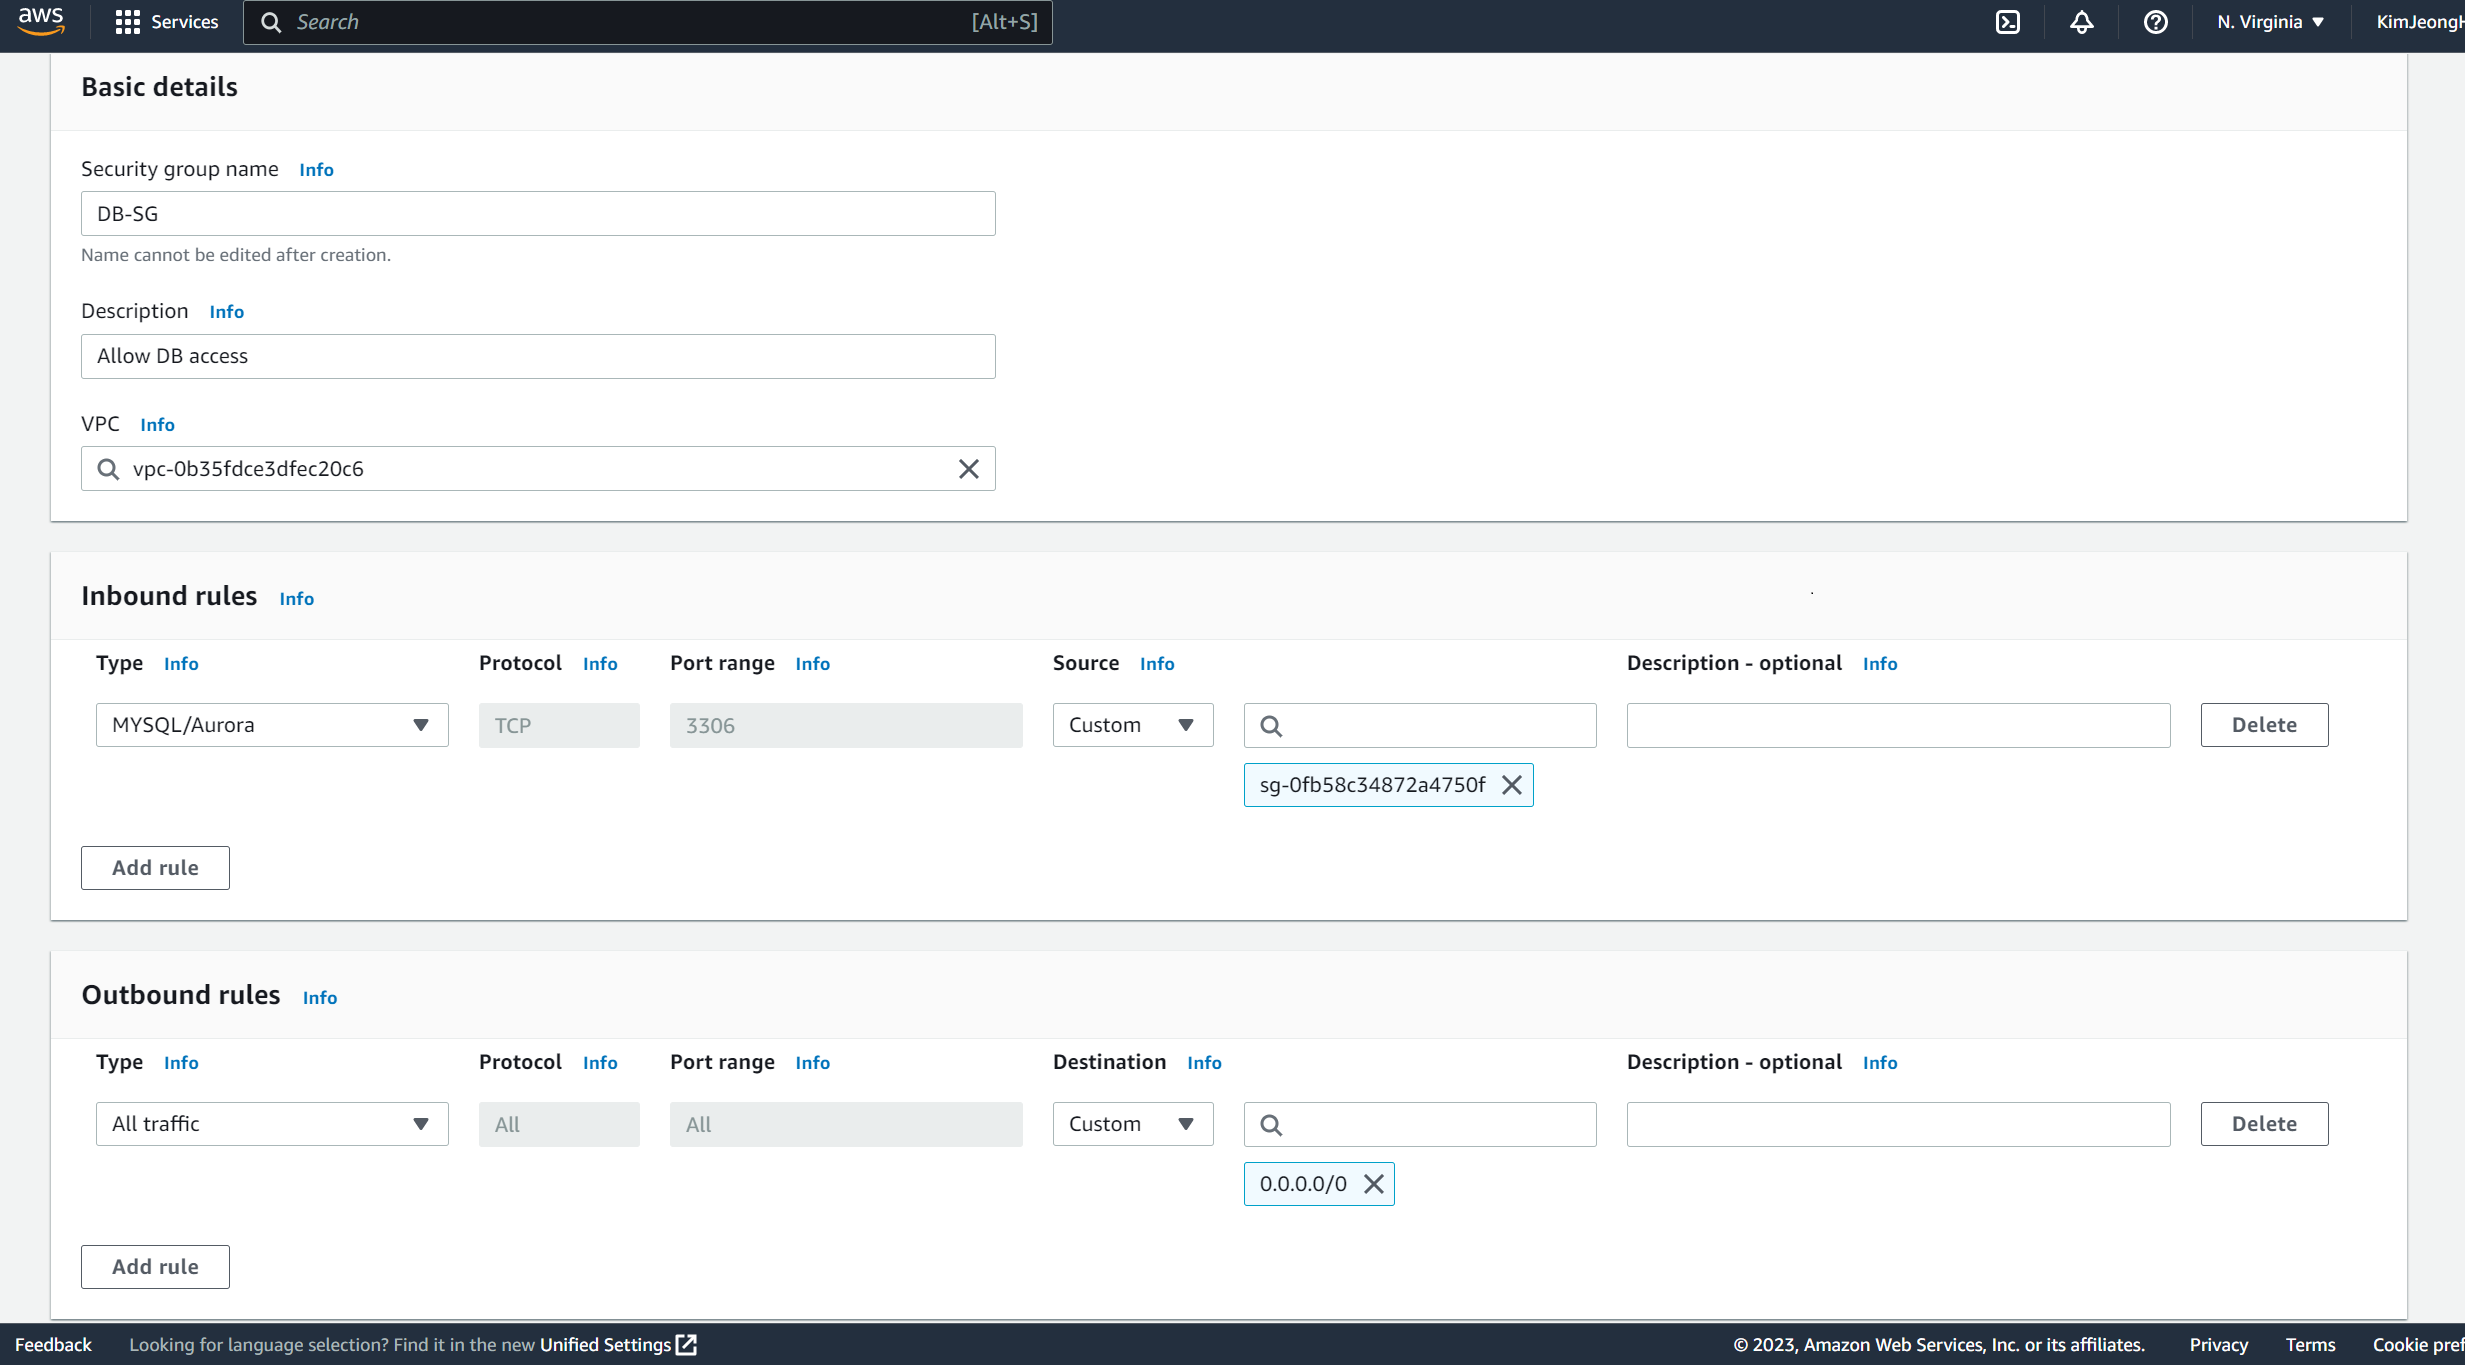 aws Services Search [Alt+S] N. Virginia
Basic details
Security group name Info
DB-SG
Name cannot be edited after creation.
Description Info
Allow DB access
VPC Info
vpc-0b35fdce3dfec20c6
Inbound rules Info
Type Info Protocol Info Port range Info Source Info Description - optional Info
MYSQL/Aurora TCP 3306 Custom Delete
sg-0fb58c34872a4750f
Add rule
Outbound rules Info
Type Info Protocol Info Port range Info Destination Info Description - optional Info
All traffic All All Custom Delete
0.0.0.0/0
Add rule
Feedback Looking for language selection? Find it in the new Unified Settings © 2023, Amazon Web Services, Inc. or its affiliates. Privacy Terms Cookie